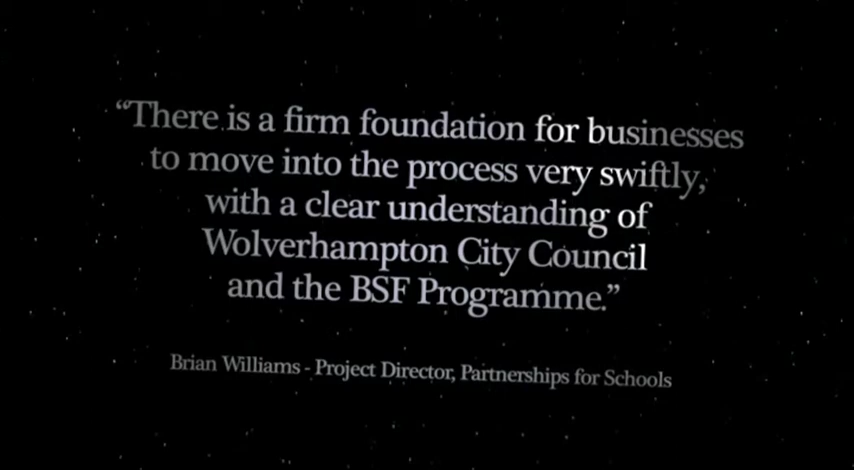 “There is a firm foundation for businesses
to move into the process very swiftly,
with a clear understanding of
Wolverhampton City Council
and the BSF Programme.”
Brian Williams - Project Director, Partnerships for Schools